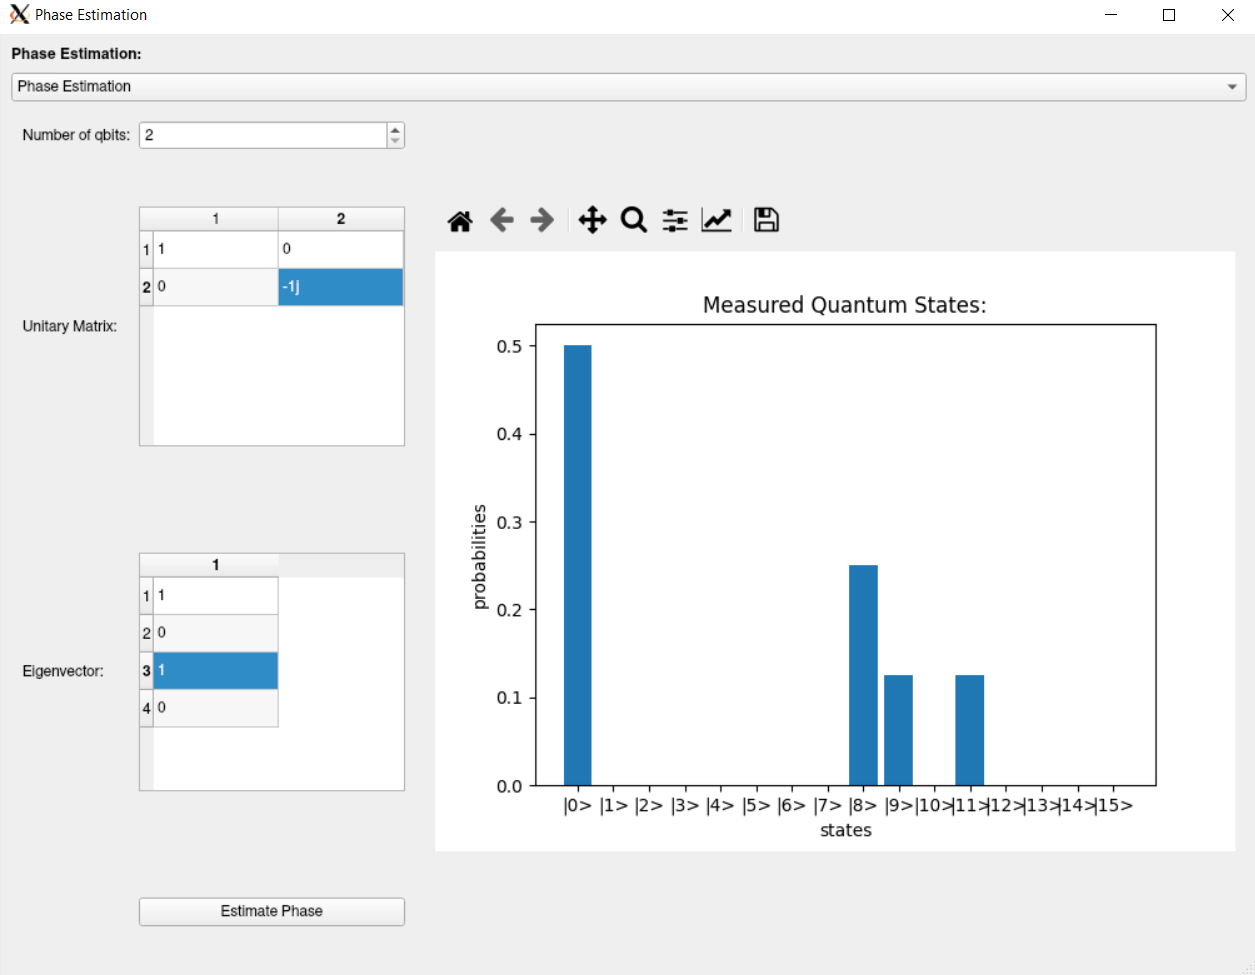 Phase Estimation
Phase Estimation:
Phase Estimation
Number of qbits: 2
1 2
1 1 0
2 0 -1j
Unitary Matrix:
Measured Quantum States:
0.5
0.4
0.3
0.2
0.1
0.0
probabilities
|0> |1> |2> |3> |4> |5> |6> |7> |8> |9> |10> |11> |12> |13> |14> |15>
states
1
1 1
2 0
Eigenvector:
3 1
4 0
Estimate Phase